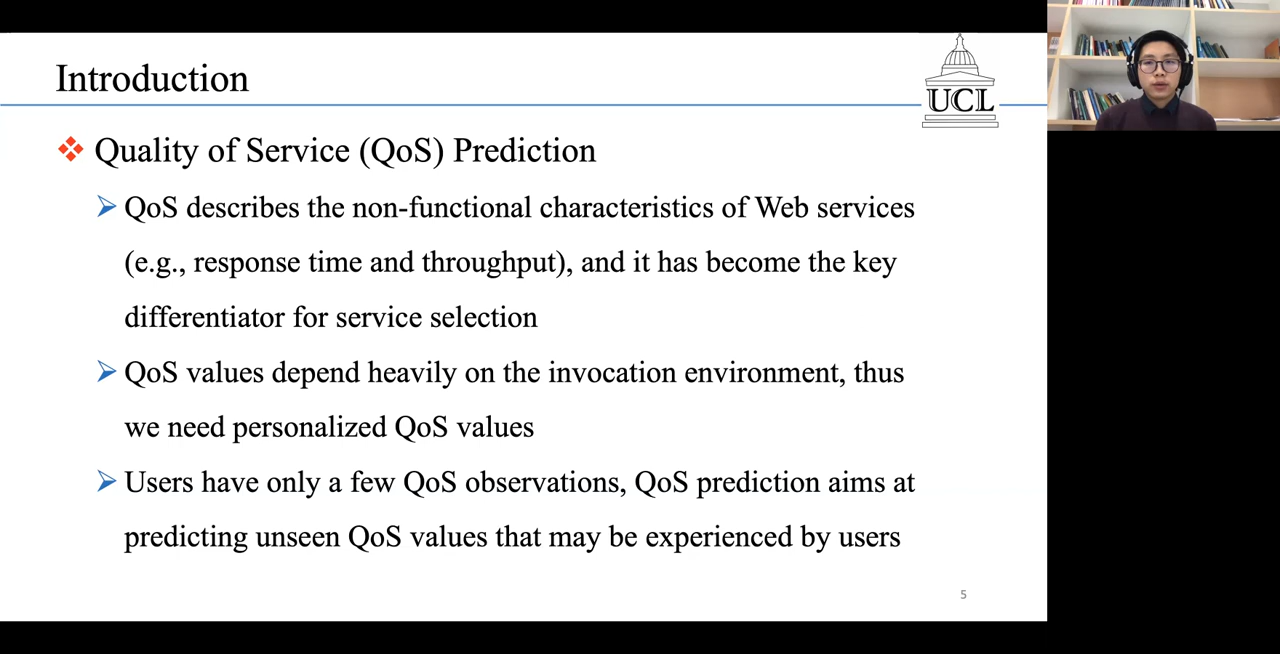 Introduction
UCL
Quality of Service (QoS) Prediction
QoS describes the non-functional characteristics of Web services
(e.g., response time and throughput), and it has become the key
differentiator for service selection
QoS values depend heavily on the invocation environment, thus
we need personalized QoS values
Users have only a few QoS observations, QoS prediction aims at
predicting unseen QoS values that may be experienced by users
5